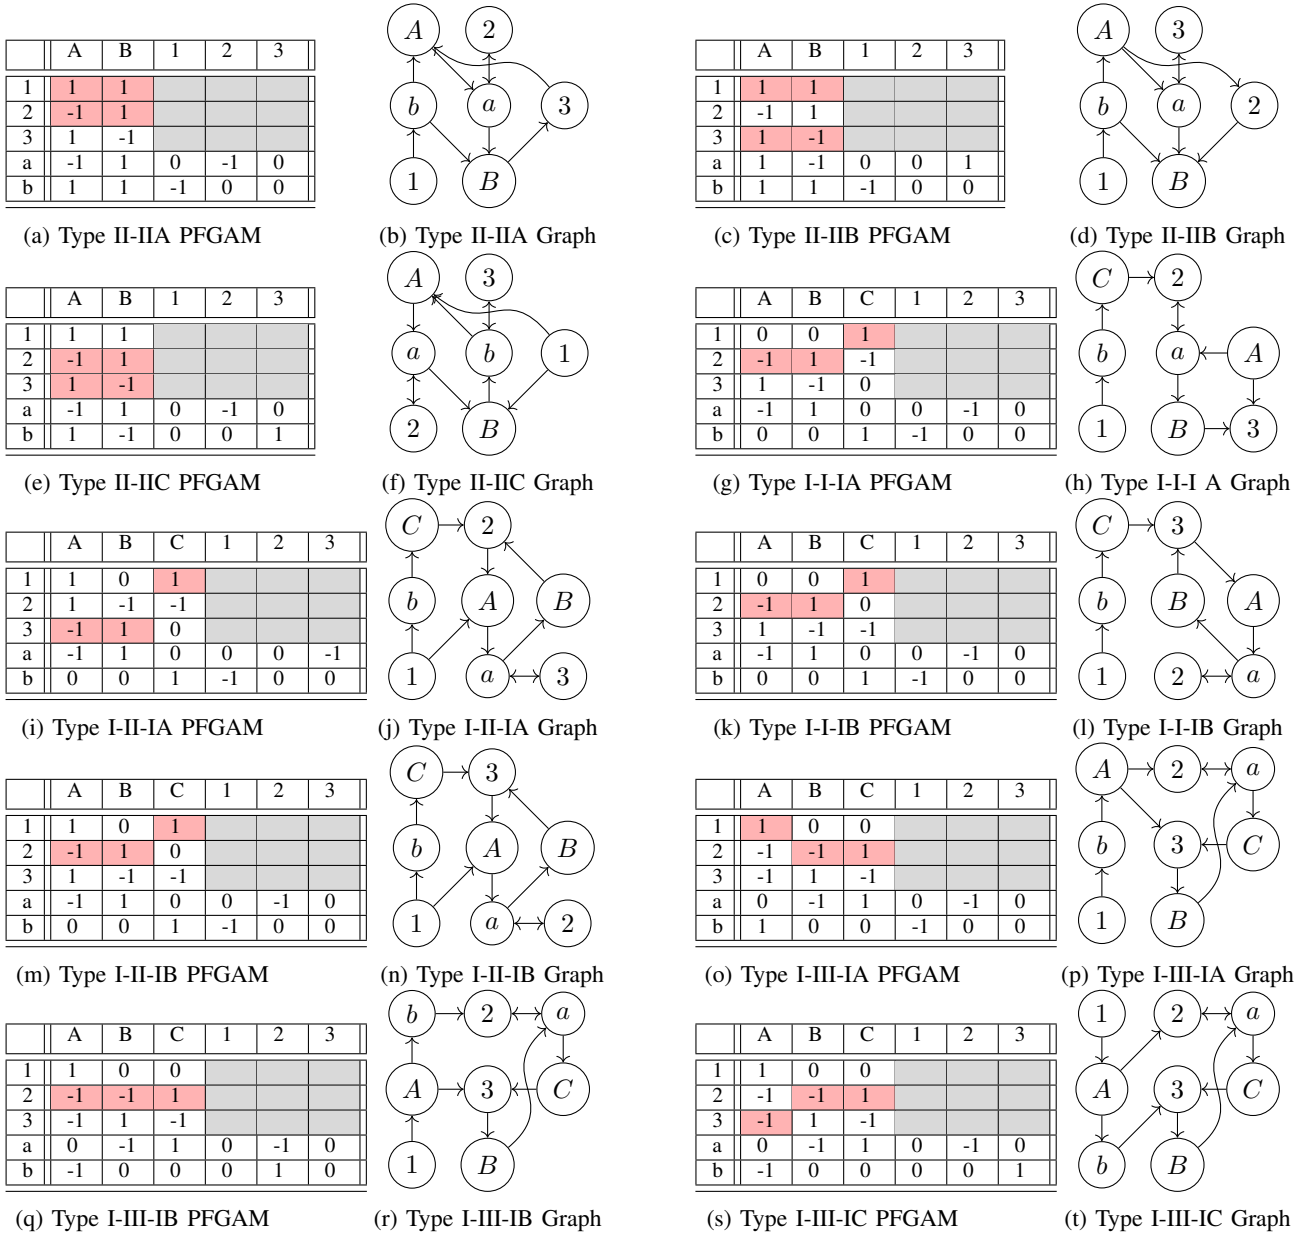 A B 1 2 3
1 1 1
2 -1 1
3 1 -1
a -1 1 0 -1 0
b 1 1 -1 0 0
(a) Type II-IIA PFGAM
A 2
b a 3
1 B
(b) Type II-IIA Graph
A B 1 2 3
1 1 1
2 -1 1
3 1 -1
a 1 -1 0 0 1
b 1 1 -1 0 0
(c) Type II-IIB PFGAM
A 3
b a 2
1 B
(d) Type II-IIB Graph
A B 1 2 3
1 1 1
2 -1 1
3 1 -1
a -1 1 0 -1 0
b 1 -1 0 0 1
(e) Type II-IIC PFGAM
A 3
a b 1
2 B
(f) Type II-IIC Graph
A B C 1 2 3
1 0 0 1
2 -1 1 -1
3 1 -1 0
a -1 1 0 0 -1 0
b 0 0 1 -1 0 0
(g) Type I-I-IA PFGAM
C 2
b a A
1 B 3
(h) Type I-I-I A Graph
A B C 1 2 3
1 1 0 1
2 1 -1 -1
3 -1 1 0
a -1 1 0 0 0 -1
b 0 0 1 -1 0 0
(i) Type I-II-IA PFGAM
C 2
b A B
1 a 3
(j) Type I-II-IA Graph
A B C 1 2 3
1 0 0 1
2 -1 1 0
3 1 -1 -1
a -1 1 0 0 -1 0
b 0 0 1 -1 0 0
(k) Type I-I-IB PFGAM
C 3
b B A
1 2 a
(l) Type I-I-IB Graph
A B C 1 2 3
1 1 0 1
2 -1 1 0
3 1 -1 -1
a -1 1 0 0 -1 0
b 0 0 1 -1 0 0
(m) Type I-II-IB PFGAM
C 3
b A B
1 a 2
(n) Type I-II-IB Graph
A B C 1 2 3
1 1 0 0
2 -1 -1 1
3 -1 1 -1
a 0 -1 1 0 -1 0
b 1 0 0 -1 0 0
(o) Type I-III-IA PFGAM
A 2 a
b 3 C
1 B
(p) Type I-III-IA Graph
A B C 1 2 3
1 1 0 0
2 -1 -1 1
3 -1 1 -1
a 0 -1 1 0 -1 0
b -1 0 0 0 1 0
(q) Type I-III-IB PFGAM
b 2 a
A 3 C
1 B
(r) Type I-III-IB Graph
A B C 1 2 3
1 1 0 0
2 -1 -1 1
3 -1 1 -1
a 0 -1 1 0 -1 0
b -1 0 0 0 0 1
(s) Type I-III-IC PFGAM
1 2 a
A 3 C
b B
(t) Type I-III-IC Graph